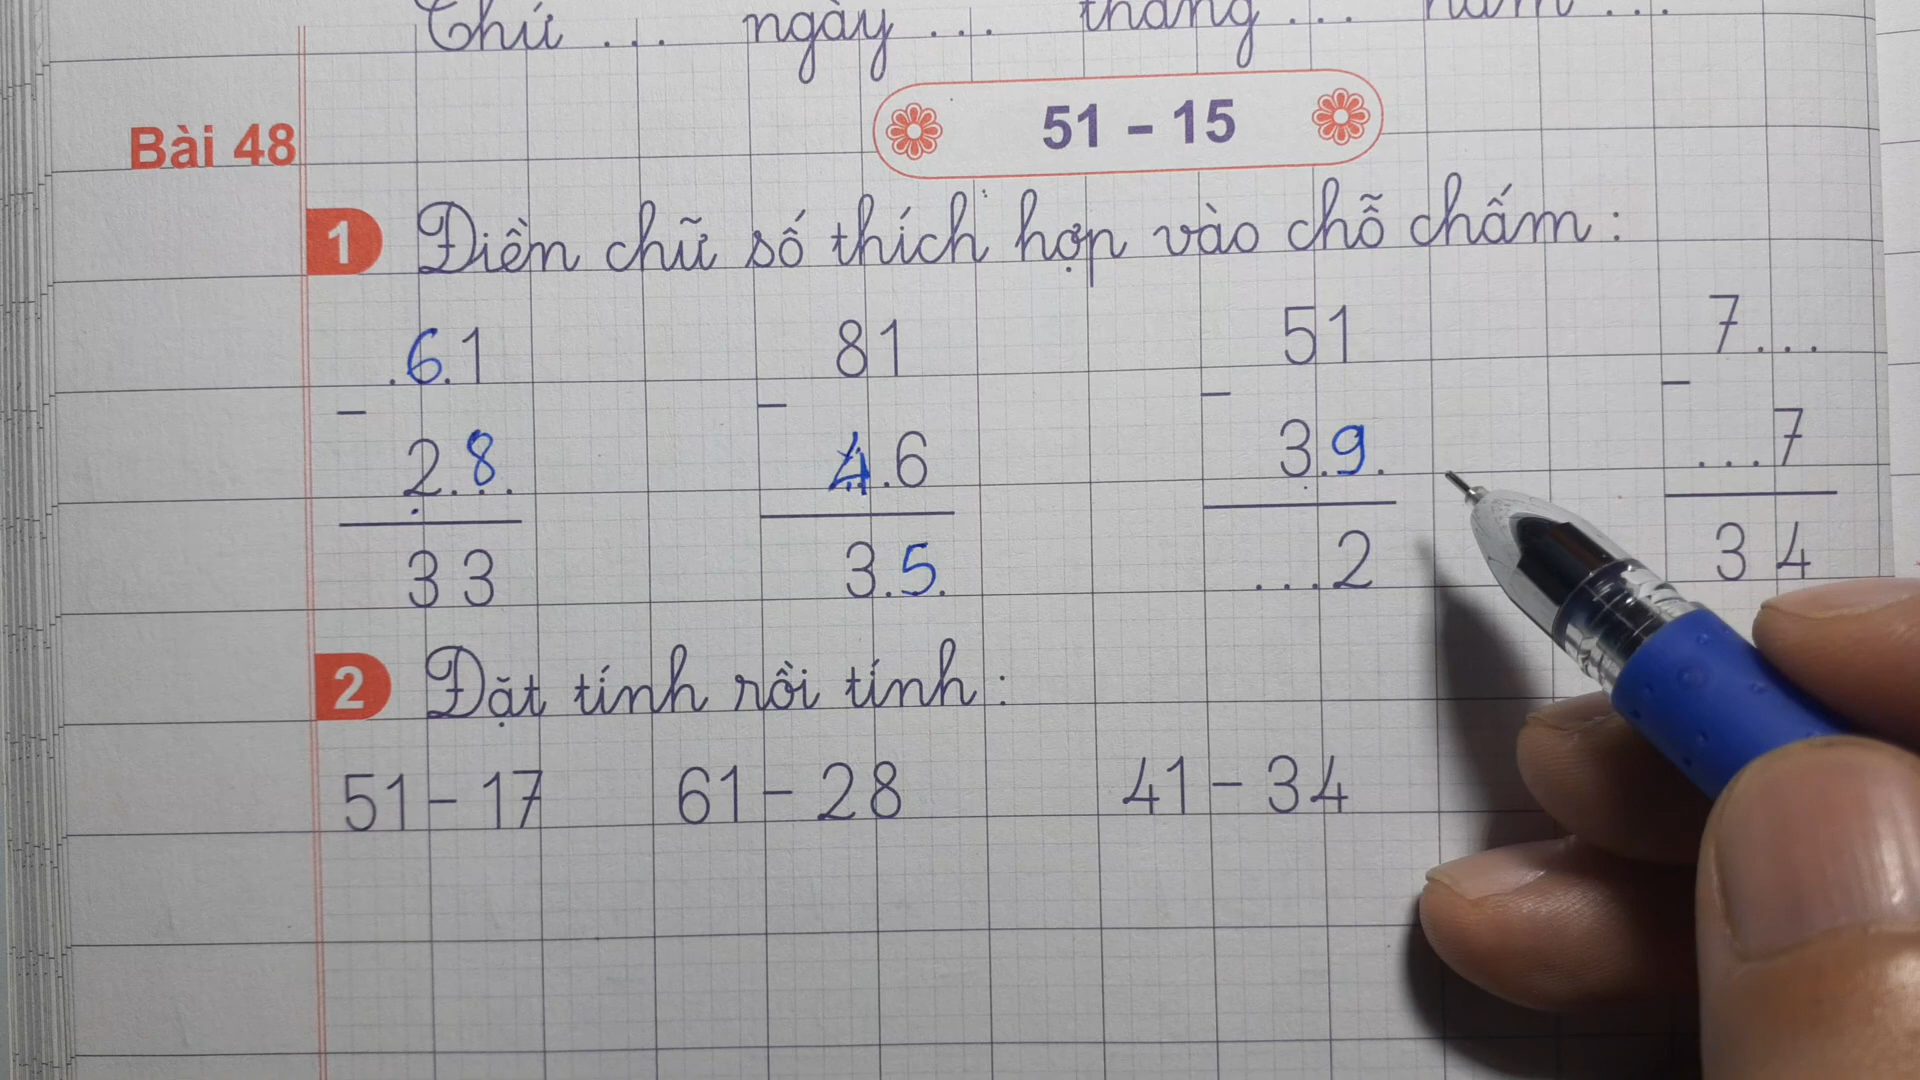 Thứ ... ngày ... tháng ... năm ...
Bài 48
51 - 15
1 Điền chữ số thích hợp vào chỗ chấm:
.6.1 81 51 7...
- - - -
2.8. 4.6 3.9. ...7
33 3.5. ...2 34
2 Đặt tính rồi tính:
51 - 17 61 - 28 41 - 34